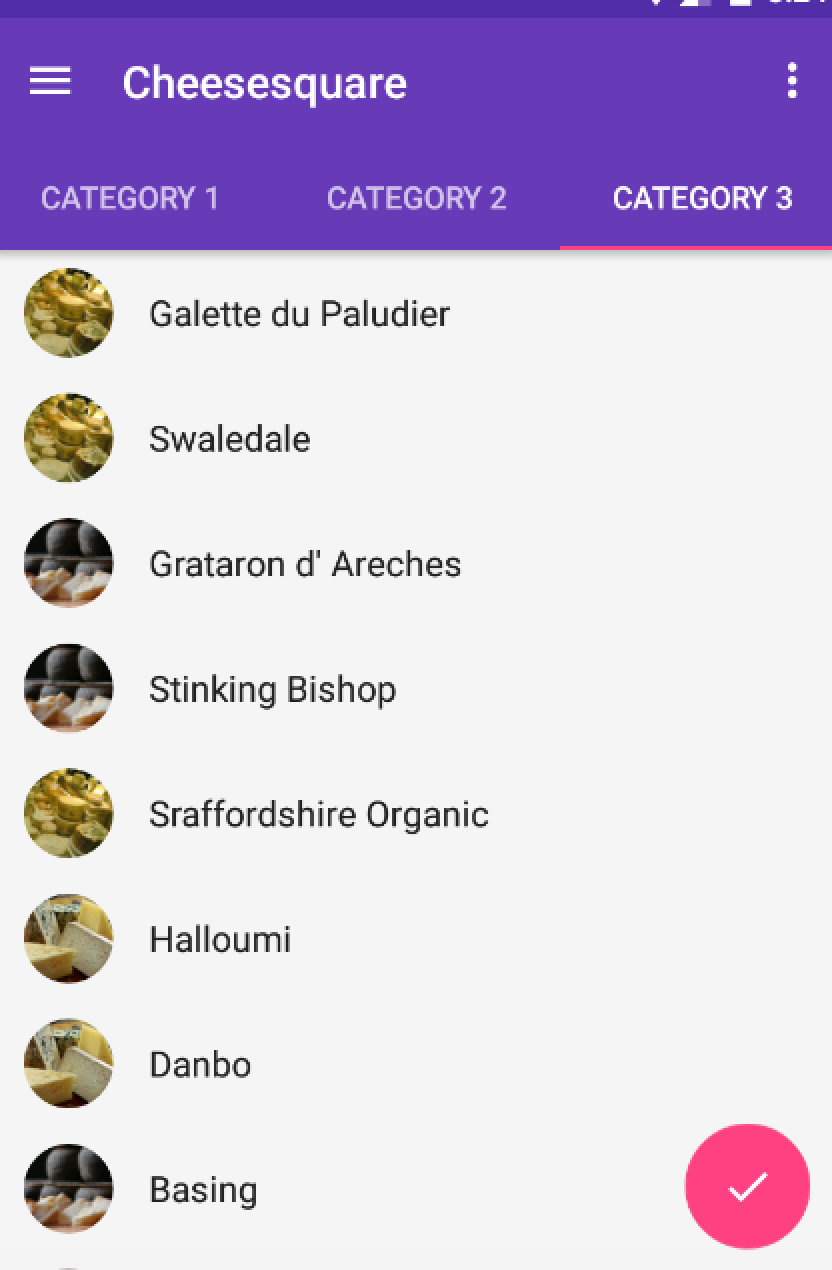 Cheesesquare
CATEGORY 1 CATEGORY 2 CATEGORY 3
Galette du Paludier
Swaledale
Grataron d' Areches
Stinking Bishop
Sraffordshire Organic
Halloumi
Danbo
Basing